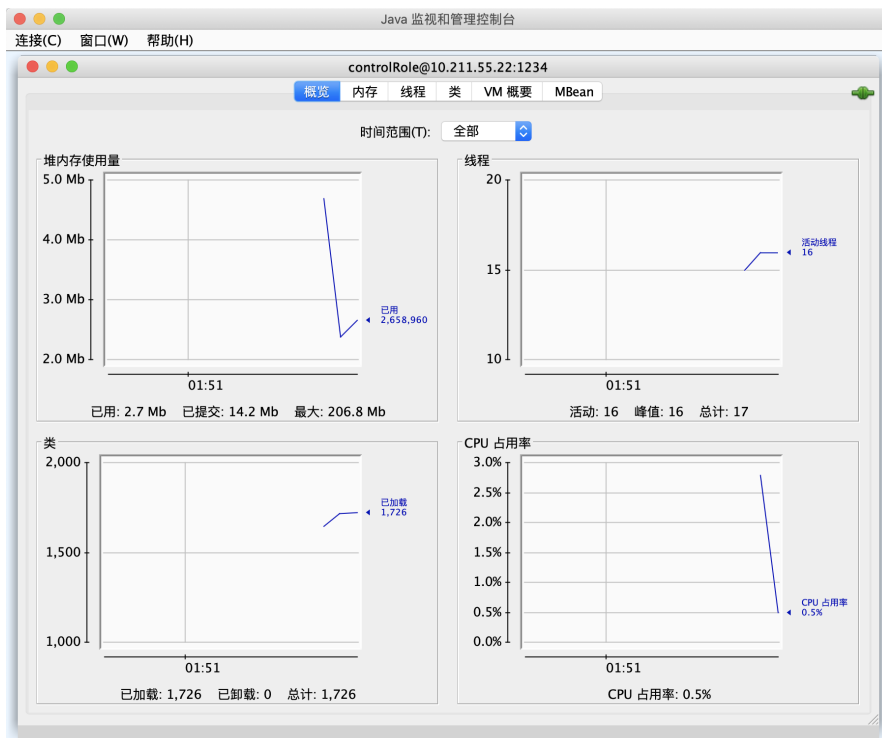 Java 监视和管理控制台
连接(C) 窗口(W) 帮助(H)
controlRole@10.211.55.22:1234
概览 内存 线程 类 VM 概要 MBean
时间范围(T): 全部
堆内存使用量
5.0 Mb
4.0 Mb
3.0 Mb
2.0 Mb
已用
2,658,960
01:51
已用: 2.7 Mb 已提交: 14.2 Mb 最大: 206.8 Mb
线程
20
15
10
活动线程
16
01:51
活动: 16 峰值: 16 总计: 17
类
2,000
1,500
1,000
已加载
1,726
01:51
已加载: 1,726 已卸载: 0 总计: 1,726
CPU 占用率
3.0%
2.5%
2.0%
1.5%
1.0%
0.5%
0.0%
CPU 占用率
0.5%
01:51
CPU 占用率: 0.5%